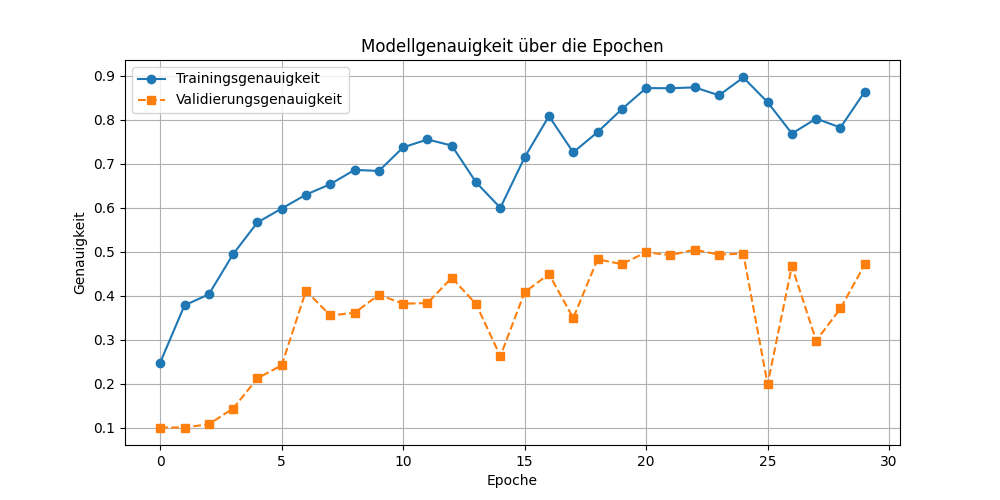 Modellgenauigkeit über die Epochen
Trainingsgenauigkeit
Validierungsgenauigkeit
Genauigkeit
0.9
0.8
0.7
0.6
0.5
0.4
0.3
0.2
0.1
0 5 10 15 20 25 30
Epoche